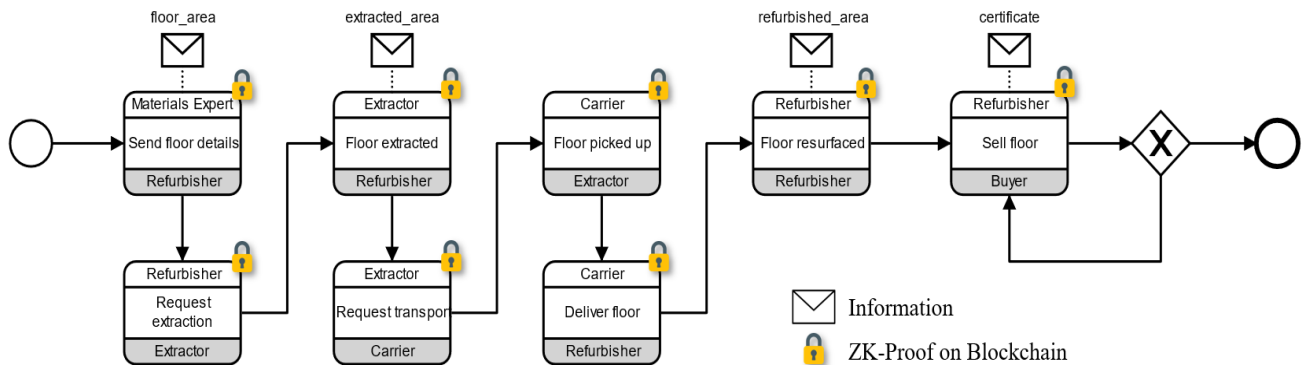 floor_area
extracted_area
refurbished_area
certificate
Materials Expert
Send floor details
Refurbisher
Extractor
Floor extracted
Refurbisher
Carrier
Floor picked up
Extractor
Refurbisher
Floor resurfaced
Refurbisher
Refurbisher
Sell floor
Buyer
X
Refurbisher
Request
extraction
Extractor
Extractor
Request transport
Carrier
Carrier
Deliver floor
Refurbisher
Information
ZK-Proof on Blockchain